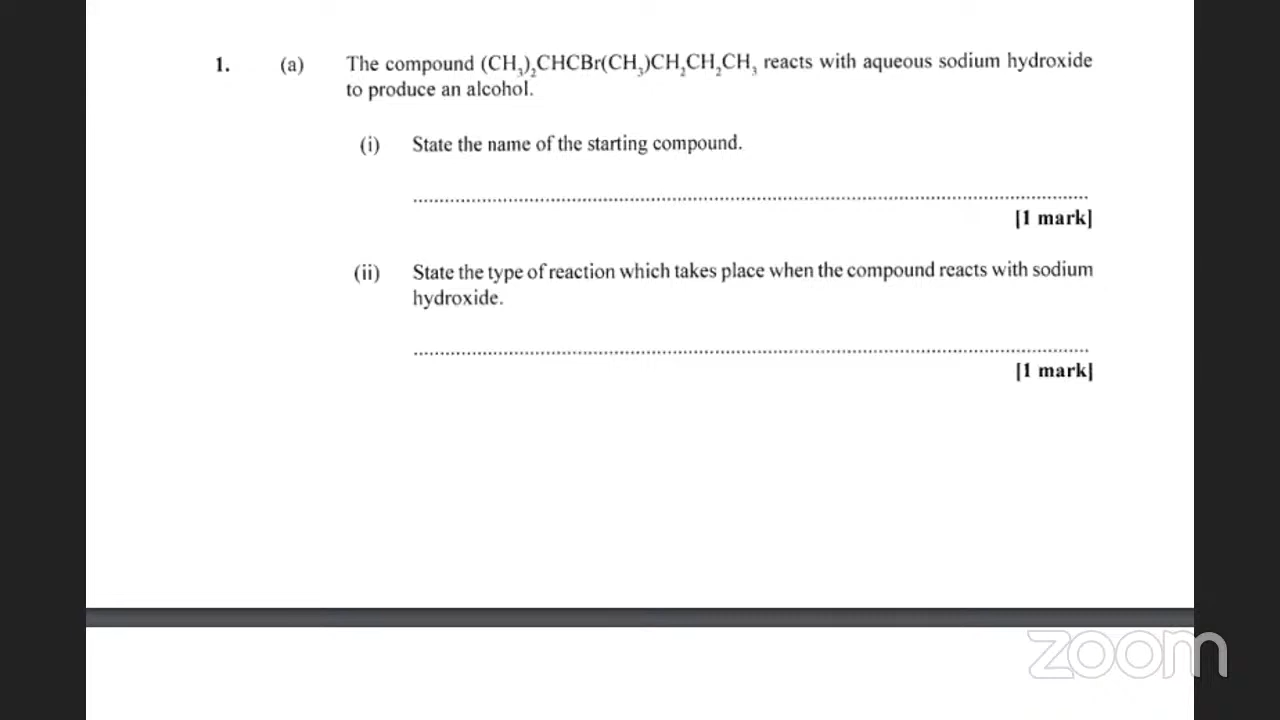 1. (a) The compound (CH₃)₂CHCBr(CH₃)CH₂CH₂CH₃ reacts with aqueous sodium hydroxide
to produce an alcohol.
(i) State the name of the starting compound.
[1 mark]
(ii) State the type of reaction which takes place when the compound reacts with sodium
hydroxide.
[1 mark]
zoom